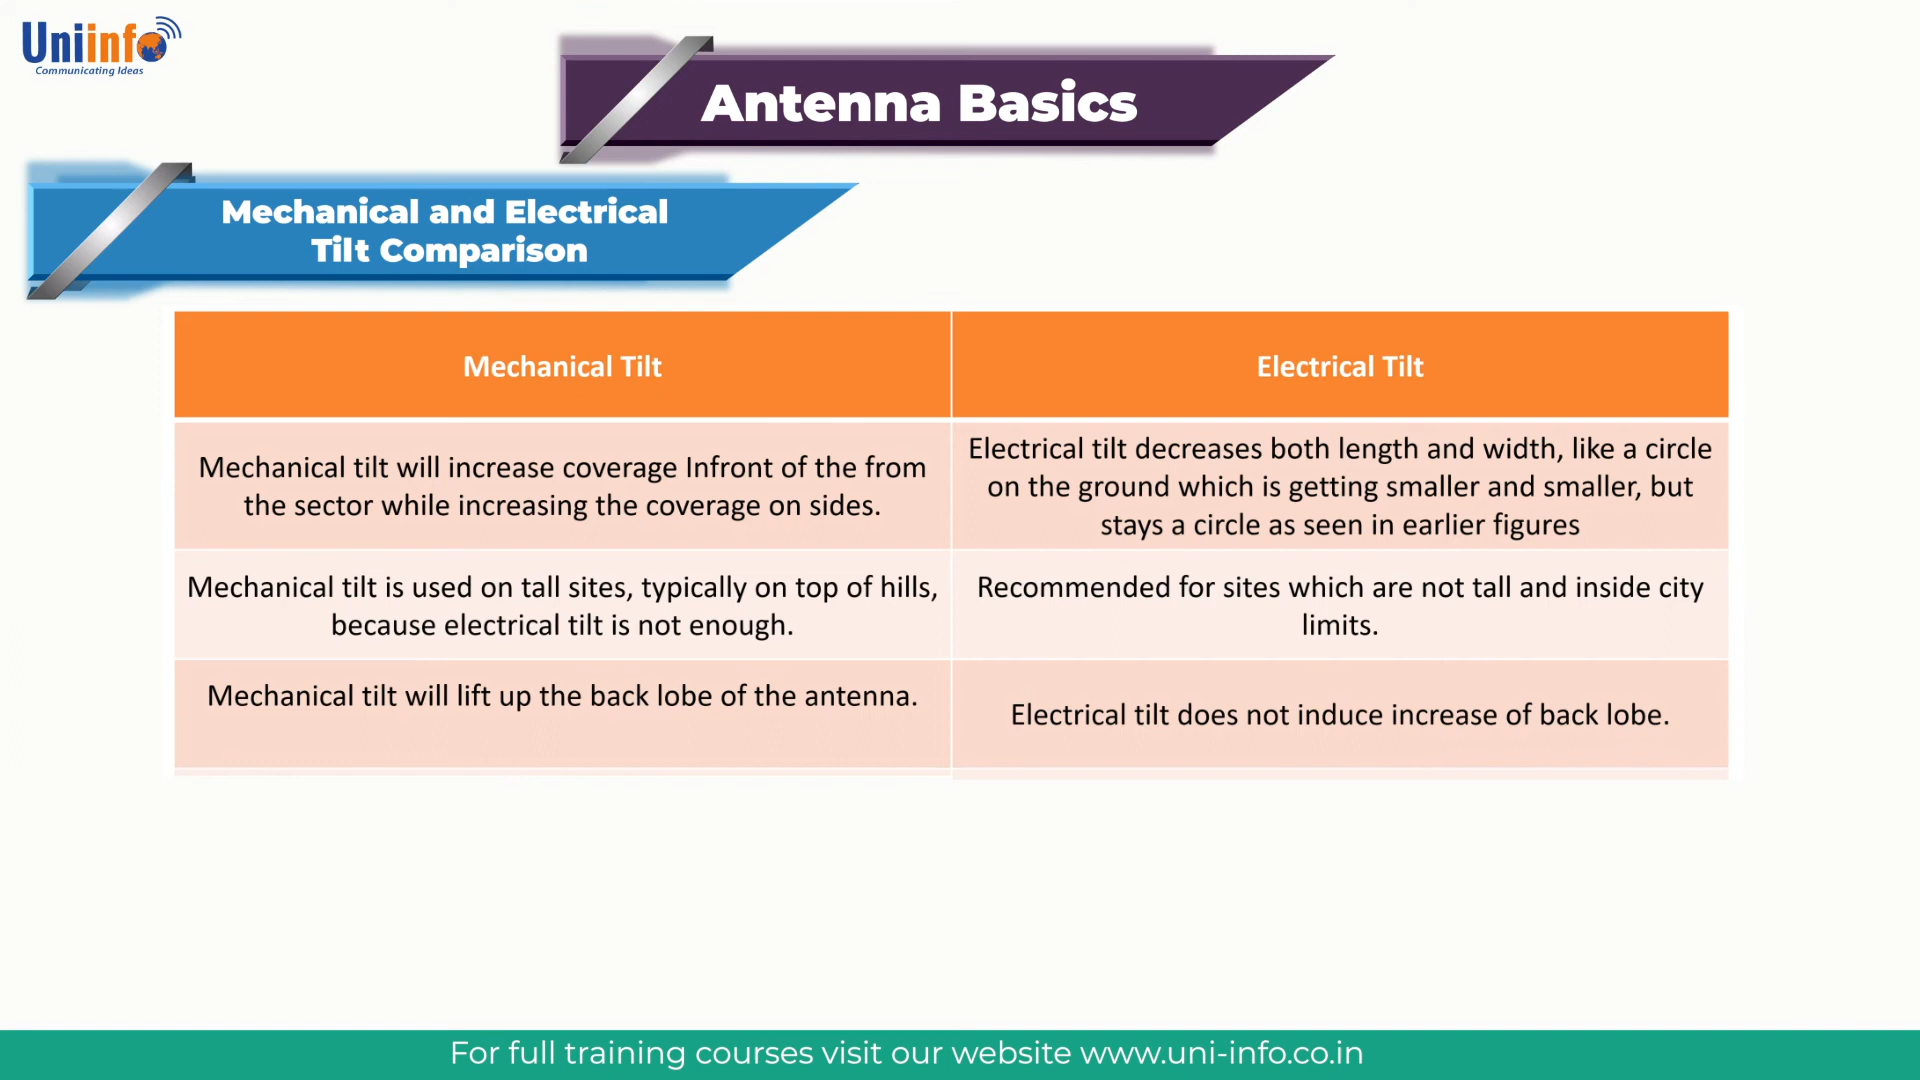 Uniinfo
Communicating Ideas
Antenna Basics
Mechanical and Electrical
Tilt Comparison
Mechanical Tilt
Electrical Tilt
Mechanical tilt will increase coverage Infront of the from
the sector while increasing the coverage on sides.
Electrical tilt decreases both length and width, like a circle
on the ground which is getting smaller and smaller, but
stays a circle as seen in earlier figures
Mechanical tilt is used on tall sites, typically on top of hills,
because electrical tilt is not enough.
Recommended for sites which are not tall and inside city
limits.
Mechanical tilt will lift up the back lobe of the antenna.
Electrical tilt does not induce increase of back lobe.
For full training courses visit our website www.uni-info.co.in